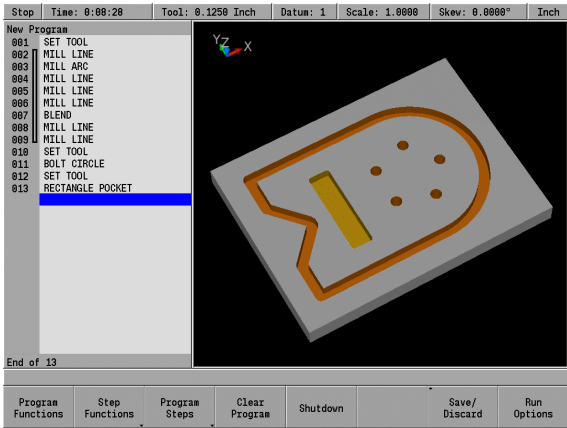 Stop Time: 0:08:28 Tool: 0.1250 Inch Datum: 1 Scale: 1.0000 Skew: 0.0000° Inch
New Program
001 SET TOOL
002 MILL LINE
003 MILL ARC
004 MILL LINE
005 MILL LINE
006 MILL LINE
007 BLEND
008 MILL LINE
009 MILL LINE
010 SET TOOL
011 BOLT CIRCLE
012 SET TOOL
013 RECTANGLE POCKET
Y Z X
End of 13
Program Functions
Step Functions
Program Steps
Clear Program
Shutdown
Save/ Discard
Run Options